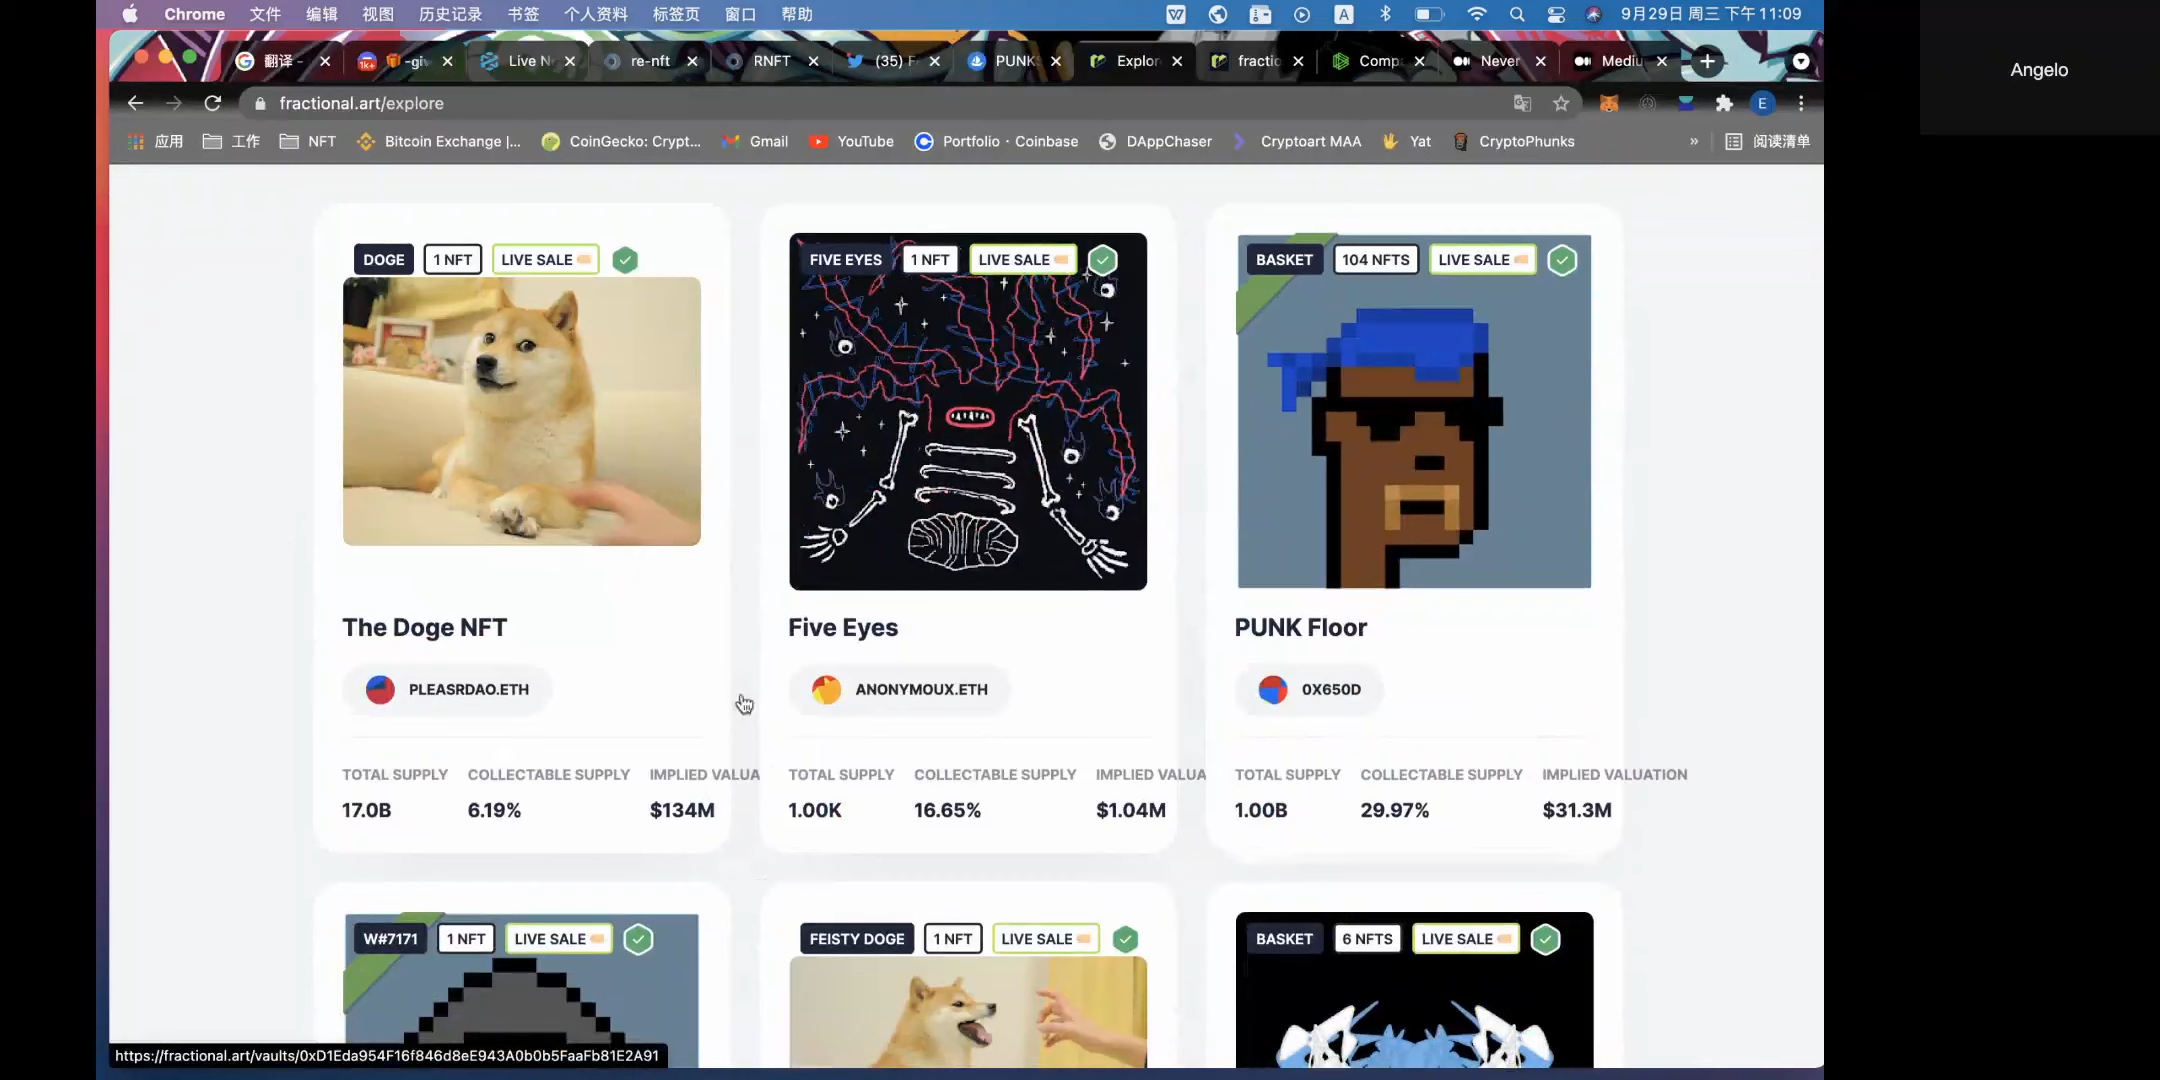 Chrome 文件 编辑 视图 历史记录 书签 个人资料 标签页 窗口 帮助 9月29日 周三 下午11:09
翻译 - -giv Live N re-nft RNFT (35) F PUNK Explor fractio Comp Never Mediu
fractional.art/explore
应用 工作 NFT Bitcoin Exchange |... CoinGecko: Crypt... Gmail YouTube Portfolio · Coinbase DAppChaser Cryptoart MAA Yat CryptoPhunks » 阅读清单
Angelo
DOGE 1 NFT LIVE SALE
The Doge NFT
PLEASRDAO.ETH
TOTAL SUPPLY COLLECTABLE SUPPLY IMPLIED VALUA
17.0B 6.19% $134M
FIVE EYES 1 NFT LIVE SALE
Five Eyes
ANONYMOUX.ETH
TOTAL SUPPLY COLLECTABLE SUPPLY IMPLIED VALUA
1.00K 16.65% $1.04M
BASKET 104 NFTS LIVE SALE
PUNK Floor
0X650D
TOTAL SUPPLY COLLECTABLE SUPPLY IMPLIED VALUATION
1.00B 29.97% $31.3M
W#7171 1 NFT LIVE SALE
FEISTY DOGE 1 NFT LIVE SALE
BASKET 6 NFTS LIVE SALE
https://fractional.art/vaults/0xD1Eda954F16f846d8eE943A0b0b5FaaFb81E2A91